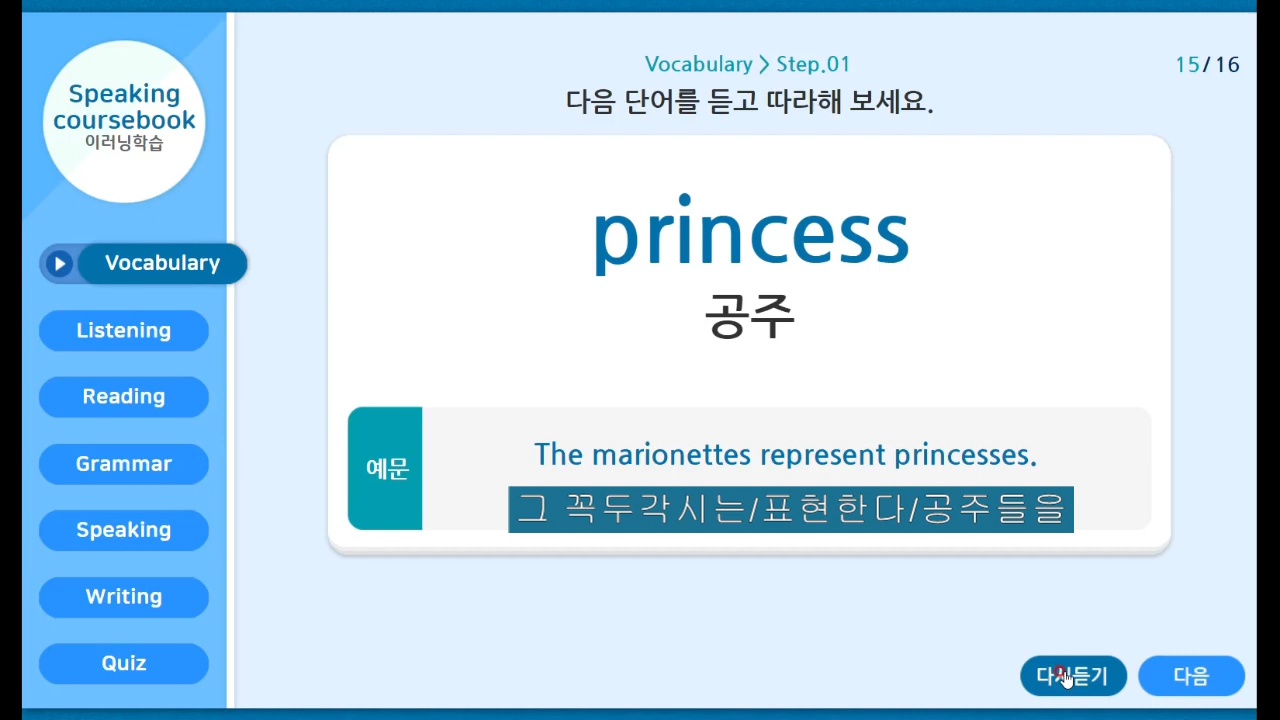 Speaking
coursebook
이러닝학습
Vocabulary
Listening
Reading
Grammar
Speaking
Writing
Quiz
Vocabulary > Step.01
15/16
다음 단어를 듣고 따라해 보세요.
princess
공주
예문
The marionettes represent princesses.
그 꼭두각시는/표현한다/공주들을
다시듣기
다음